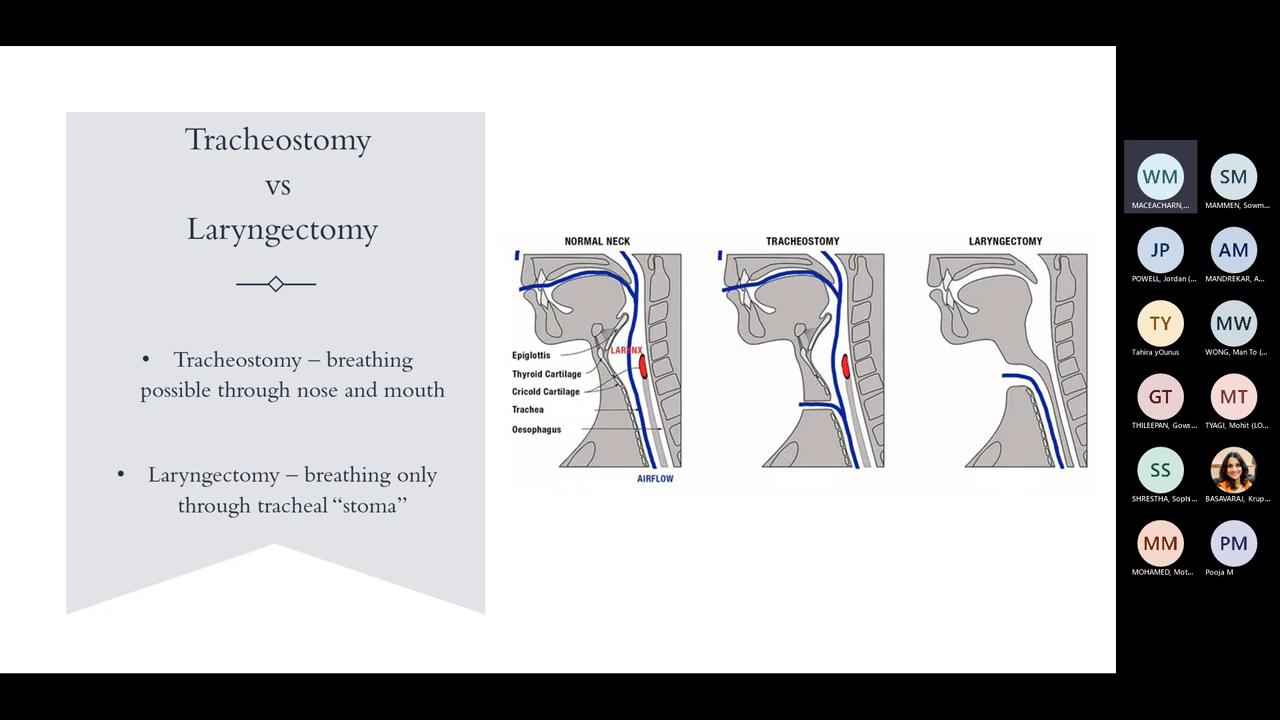 Tracheostomy
vs
Laryngectomy
• Tracheostomy – breathing
possible through nose and mouth
• Laryngectomy – breathing only
through tracheal “stoma”
NORMAL NECK
TRACHEOSTOMY
LARYNGECTOMY
LARYNX
Epiglottis
Thyroid Cartilage
Cricold Cartilage
Trachea
Oesophagus
AIRFLOW
WM
MACEACHARN,...
SM
MAMMEN, Sowm...
JP
POWELL, Jordan (...
AM
MANDREKAR, A...
TY
Tahira yOunus
MW
WONG, Man To (...
GT
THILEEPAN, Gows...
MT
TYAGI, Mohit (LO...
SS
SHRESTHA, Sophi...
BASAVARAJ, Krup...
MM
MOHAMED, Mot...
PM
Pooja M